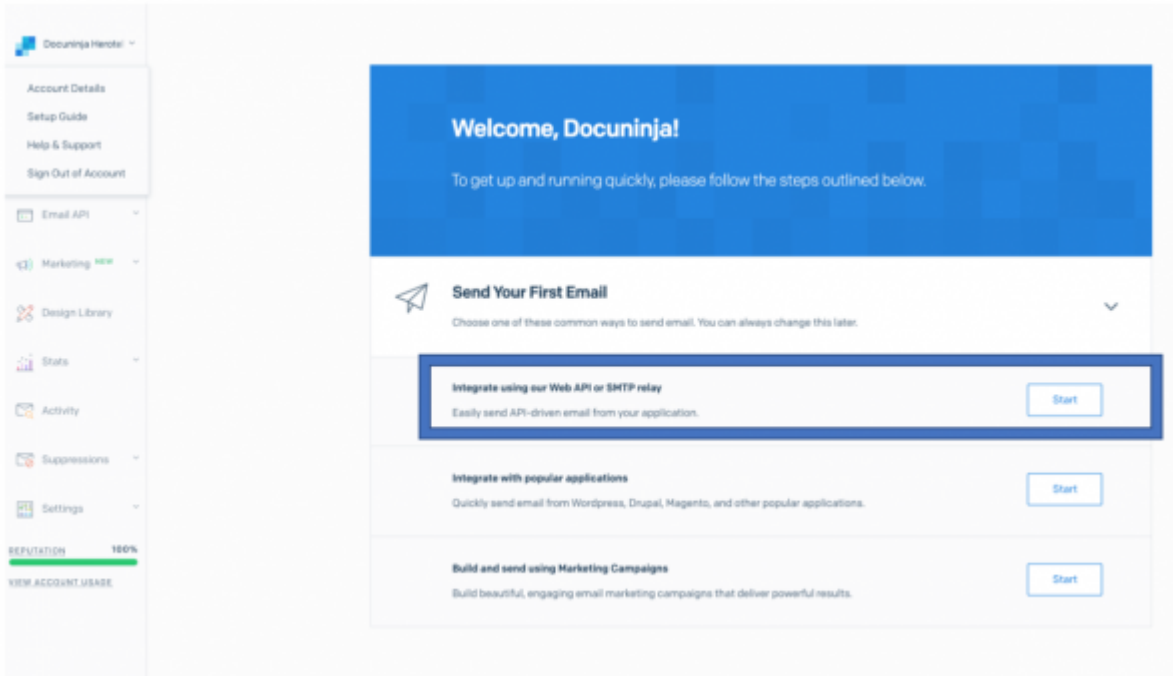 Docuninja Herotel
Account Details
Setup Guide
Help & Support
Sign Out of Account
Email API
Marketing NEW
Design Library
Stats
Activity
Suppressions
Settings
REPUTATION 100%
VIEW ACCOUNT USAGE
Welcome, Docuninja!
To get up and running quickly, please follow the steps outlined below.
Send Your First Email
Choose one of these common ways to send email. You can always change this later.
Integrate using our Web API or SMTP relay
Easily send API-driven email from your application.
Start
Integrate with popular applications
Quickly send email from Wordpress, Drupal, Magento, and other popular applications.
Start
Build and send using Marketing Campaigns
Build beautiful, engaging email marketing campaigns that deliver powerful results.
Start